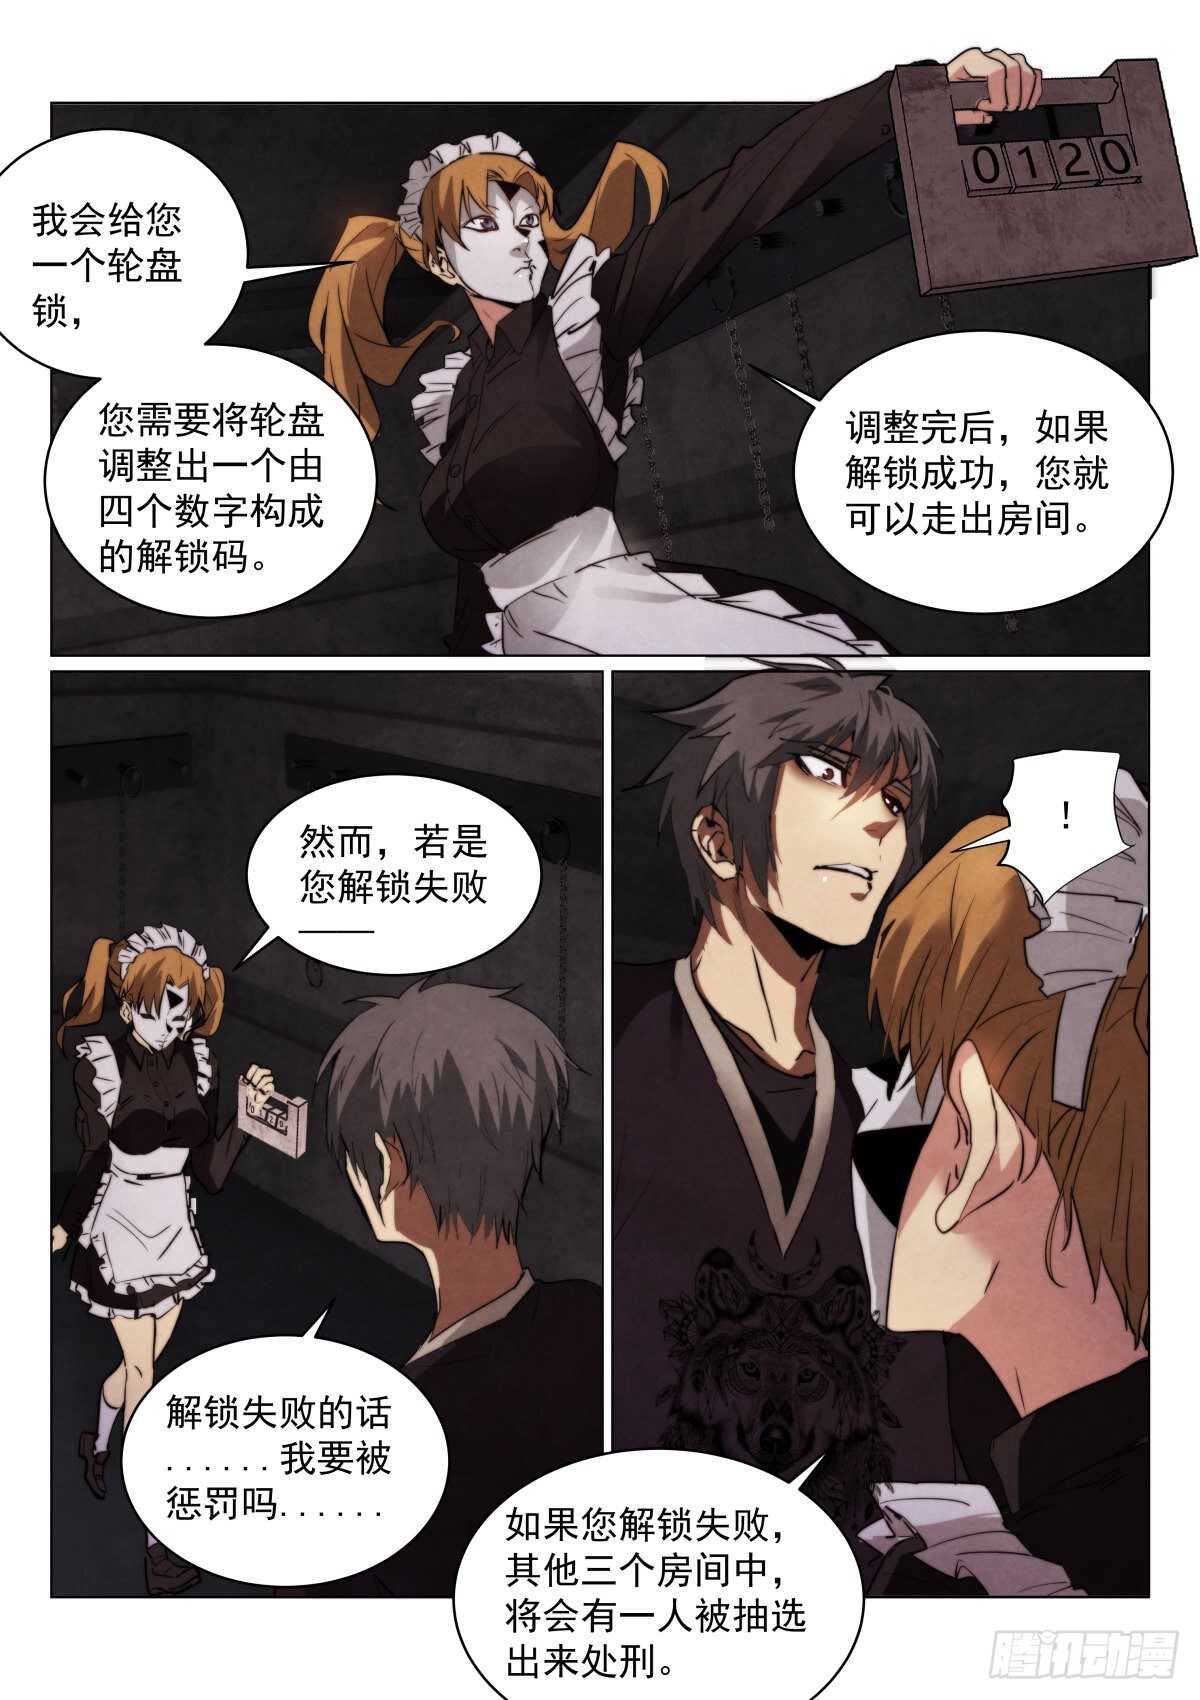 我会给您
一个轮盘
锁，
0120
您需要将轮盘
调整出一个由
四个数字构成
的解锁码。
调整完后，如果
解锁成功，您就
可以走出房间。
然而，若是
您解锁失败
——
0120
！
解锁失败的话
......我要被
惩罚吗......
如果您解锁失败，
其他三个房间中，
将会有一人被抽选
出来处刑。
腾讯动漫